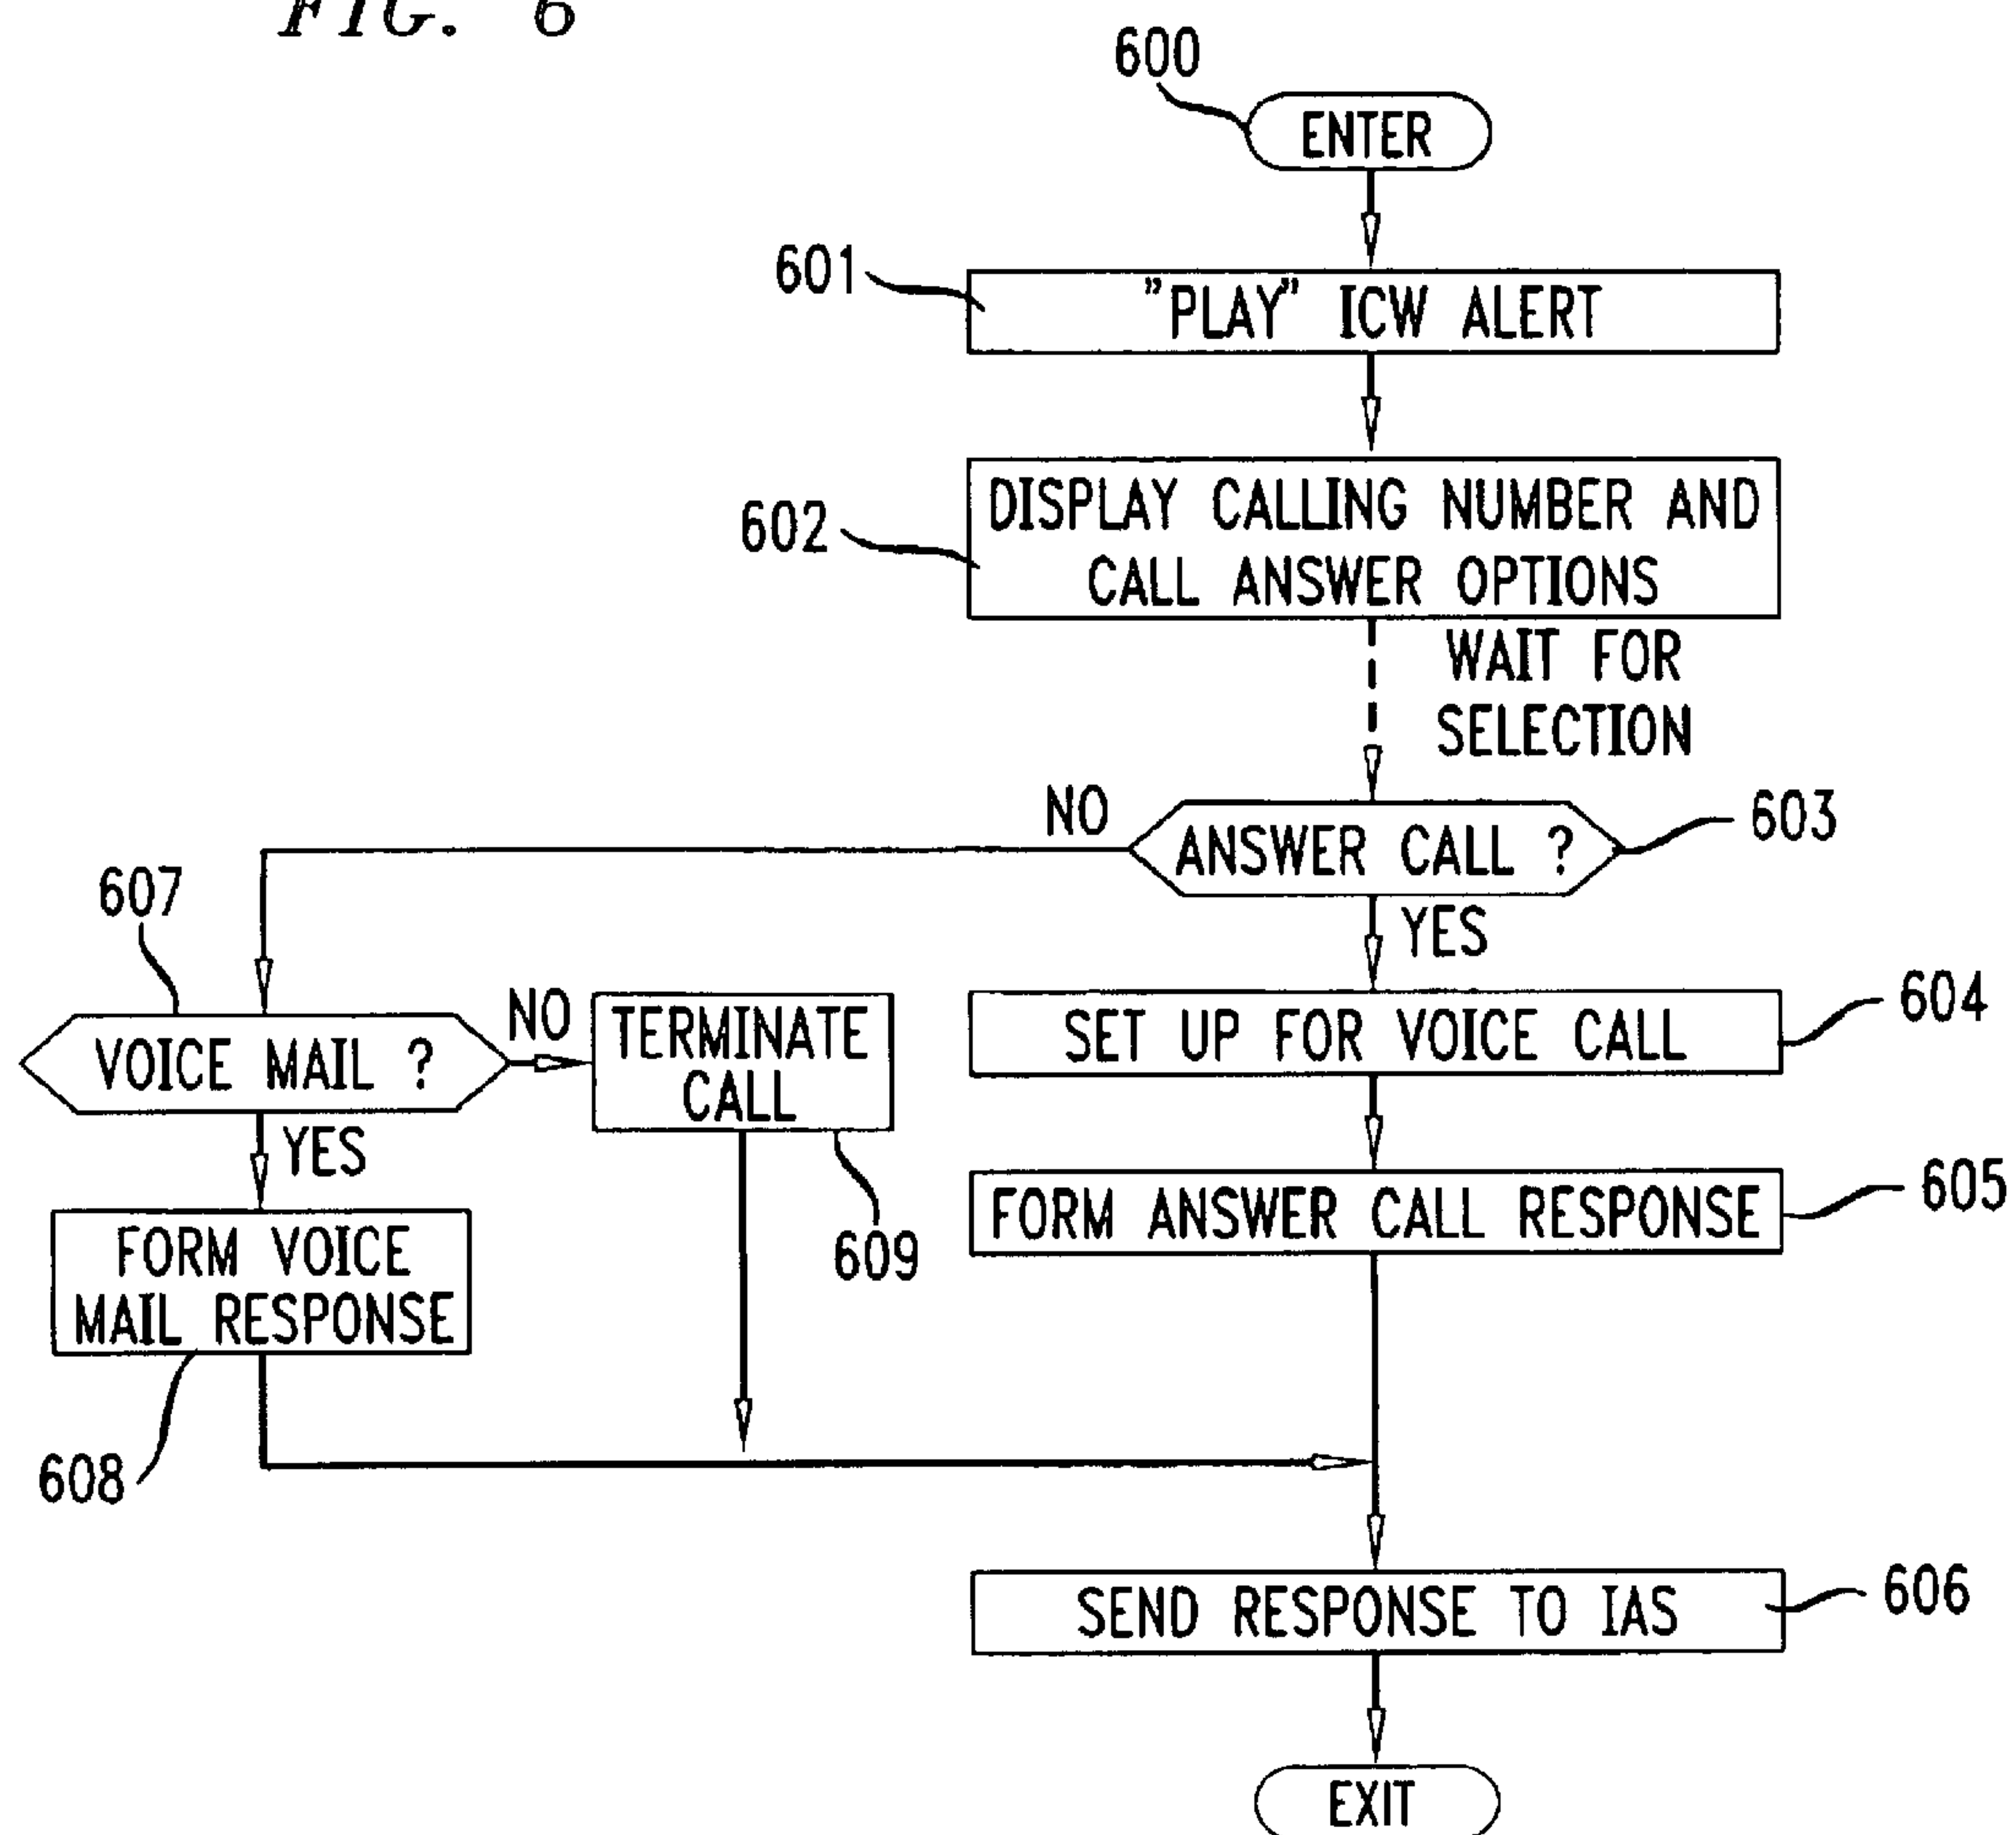 FIG. 6
600
ENTER
601
"PLAY" ICW ALERT
602
DISPLAY CALLING NUMBER AND
CALL ANSWER OPTIONS
WAIT FOR
SELECTION
NO
ANSWER CALL ?
603
YES
607
VOICE MAIL ?
NO
TERMINATE
CALL
609
SET UP FOR VOICE CALL
604
YES
FORM VOICE
MAIL RESPONSE
608
FORM ANSWER CALL RESPONSE
605
SEND RESPONSE TO IAS
606
EXIT